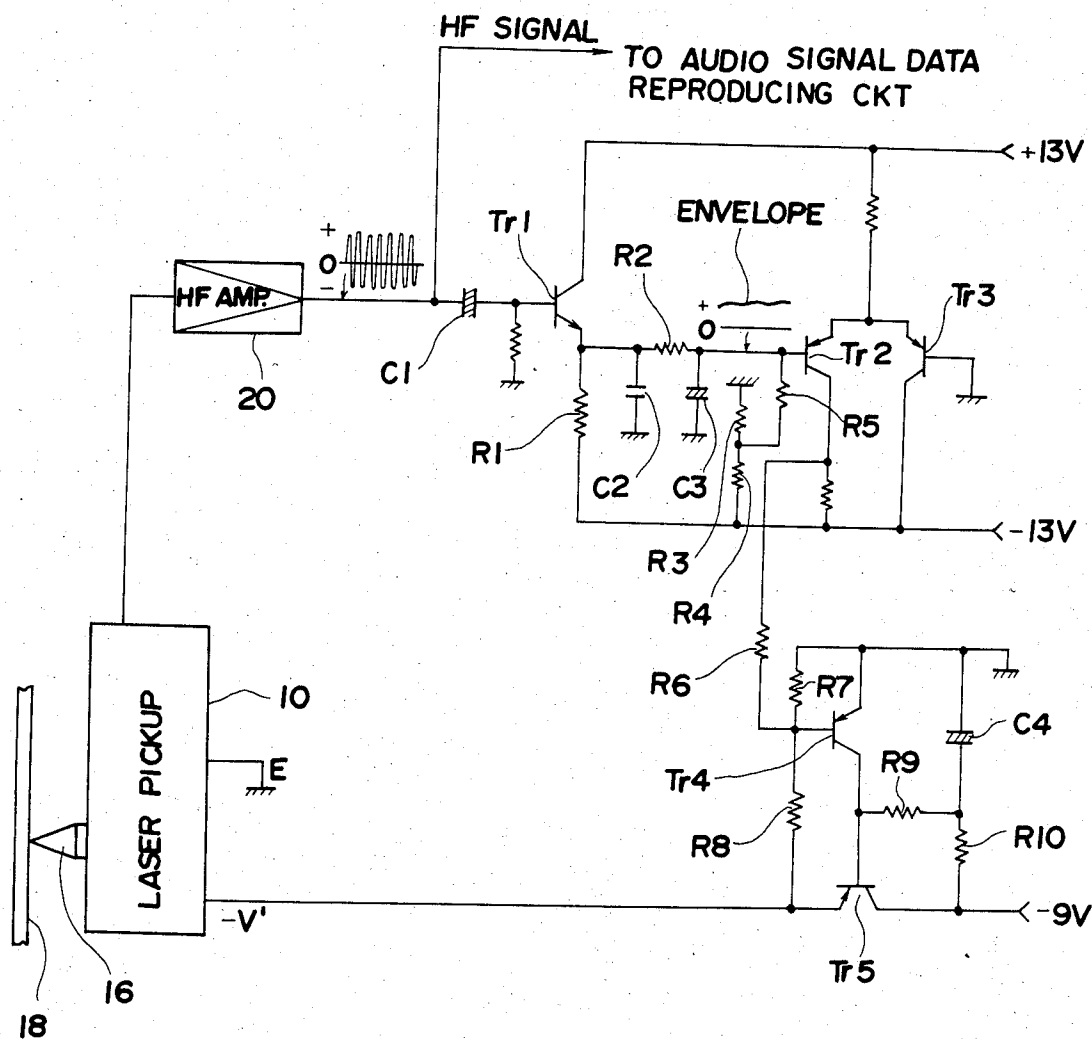 HF SIGNAL
TO AUDIO SIGNAL DATA
REPRODUCING CKT
+13V
ENVELOPE
Tr1
R2
+
0
-
HF AMP.
+
0
Tr3
Tr2
C1
20
R5
R1
C2
C3
-13V
R3
R4
R6
R7
10
C4
LASER PICKUP
E
Tr4
R9
R8
R10
-V'
-9V
Tr5
16
18